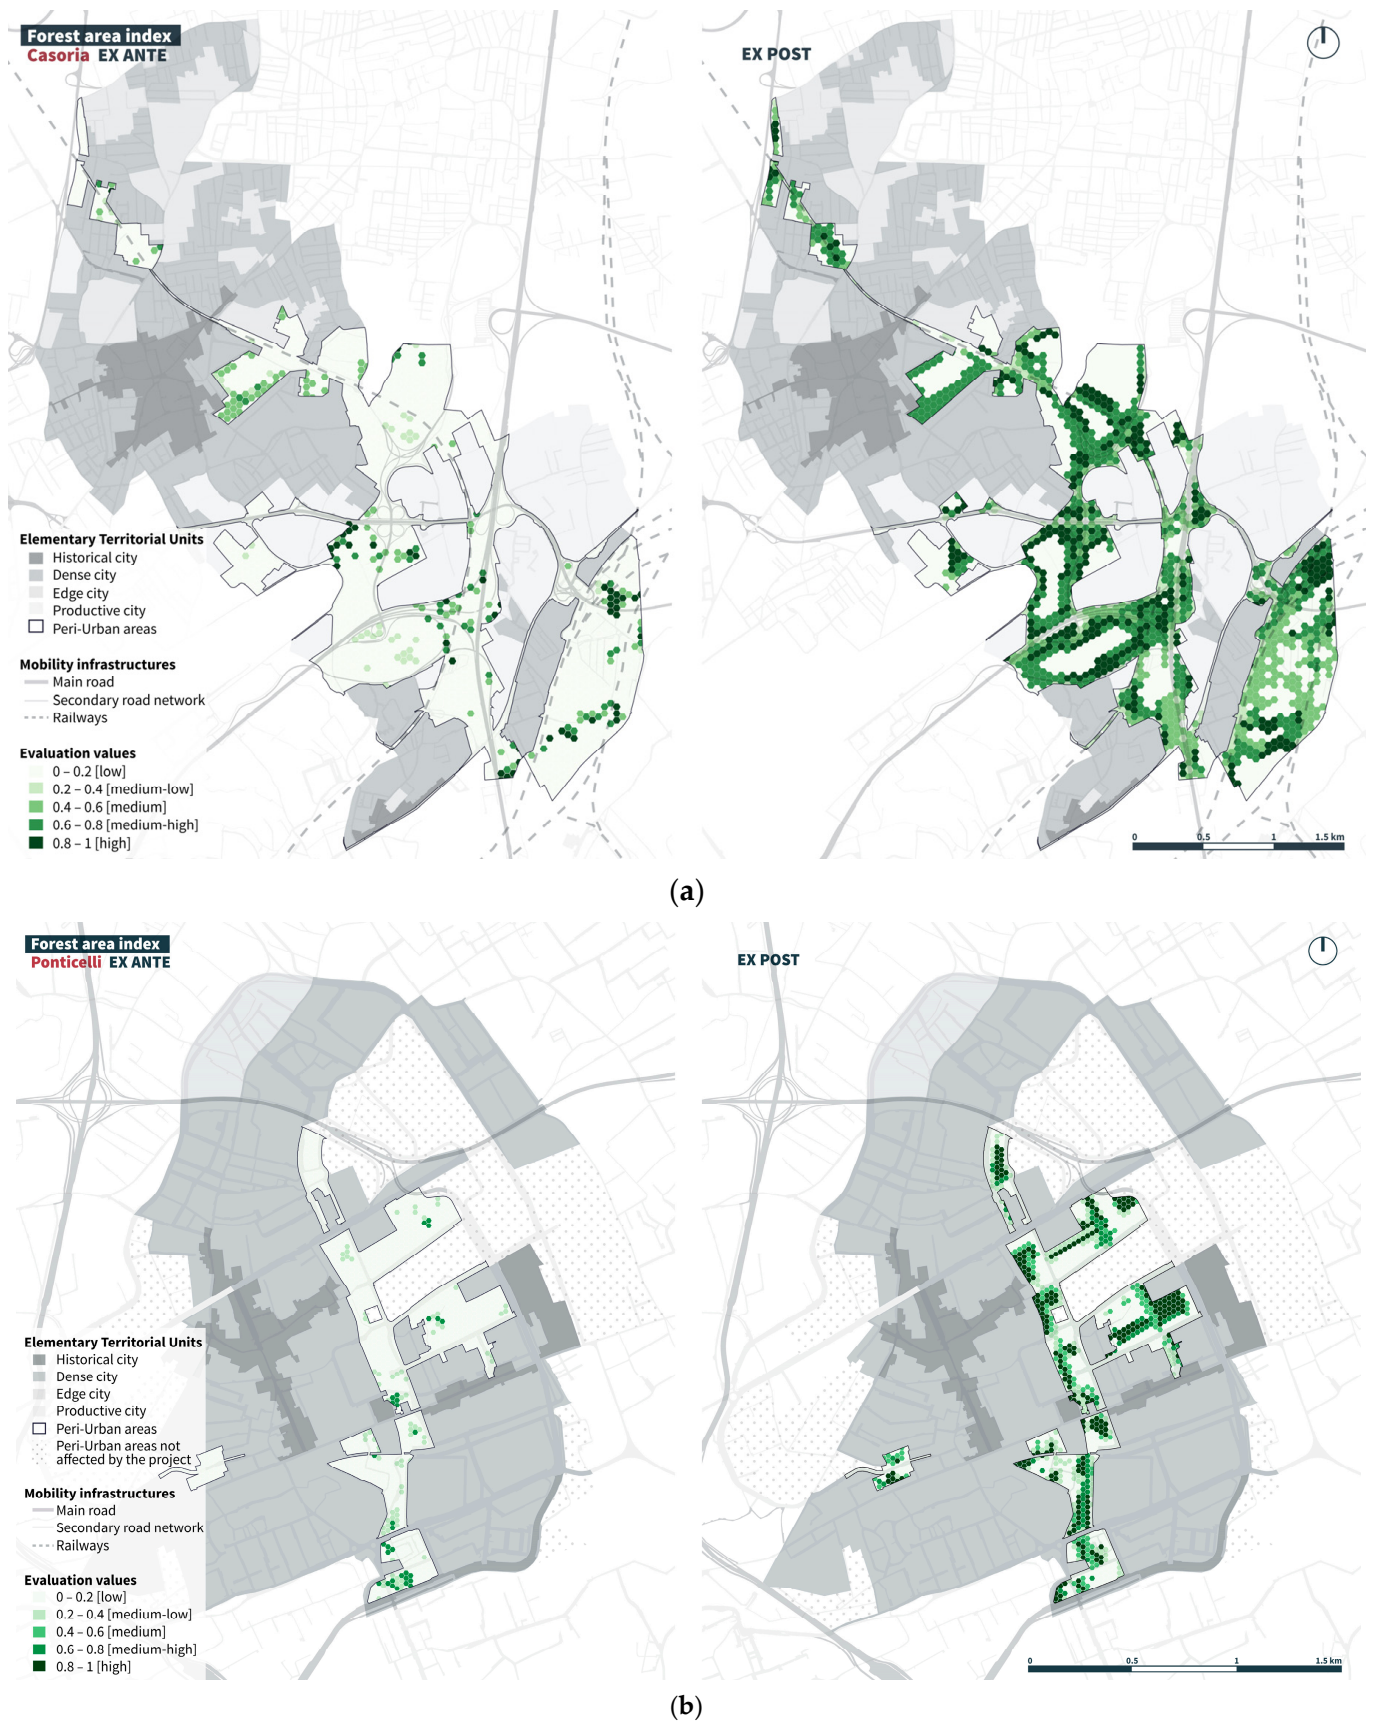 Forest area index
Casoria EX ANTE
EX POST
Elementary Territorial Units
Historical city
Dense city
Edge city
Productive city
Peri-Urban areas
Mobility infrastructures
Main road
Secondary road network
Railways
Evaluation values
0 – 0.2 [low]
0.2 – 0.4 [medium-low]
0.4 – 0.6 [medium]
0.6 – 0.8 [medium-high]
0.8 – 1 [high]
0 0.5 1 1.5 km
(a)
Forest area index
Ponticelli EX ANTE
EX POST
Elementary Territorial Units
Historical city
Dense city
Edge city
Productive city
Peri-Urban areas
Peri-Urban areas not
affected by the project
Mobility infrastructures
Main road
Secondary road network
Railways
Evaluation values
0 – 0.2 [low]
0.2 – 0.4 [medium-low]
0.4 – 0.6 [medium]
0.6 – 0.8 [medium-high]
0.8 – 1 [high]
0 0.5 1 1.5 km
(b)